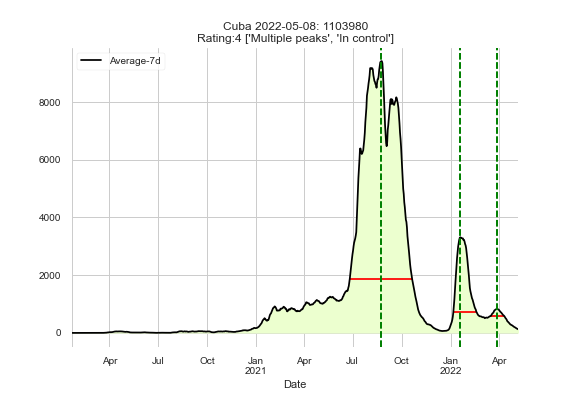 Cuba 2022-05-08: 1103980
Rating:4 ['Multiple peaks', 'In control']
Average-7d
8000
6000
4000
2000
0
Apr
Jul
Oct
Jan
2021
Apr
Jul
Oct
Jan
2022
Apr
Date